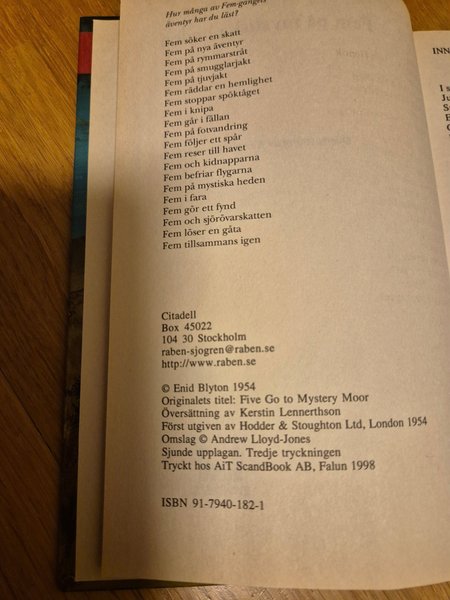 Hur många av Fem-gängets
äventyr har du läst?
Fem söker en skatt
Fem på nya äventyr
Fem på rymmarstråt
Fem på smugglarjakt
Fem på tjuvjakt
Fem räddar en hemlighet
Fem stoppar spöktåget
Fem i knipa
Fem går i fällan
Fem på fotvandring
Fem följer ett spår
Fem reser till havet
Fem och kidnapparna
Fem befriar flygarna
Fem på mystiska heden
Fem i fara
Fem gör ett fynd
Fem och sjörövarskatten
Fem löser en gåta
Fem tillsammans igen
Citadell
Box 45022
104 30 Stockholm
raben-sjogren@raben.se
http://www.raben.se
© Enid Blyton 1954
Originalets titel: Five Go to Mystery Moor
Översättning av Kerstin Lennerthson
Först utgiven av Hodder & Stoughton Ltd, London 1954
Omslag © Andrew Lloyd-Jones
Sjunde upplagan. Tredje tryckningen
Tryckt hos AiT ScandBook AB, Falun 1998
ISBN 91-7940-182-1
INN
I s
Ju